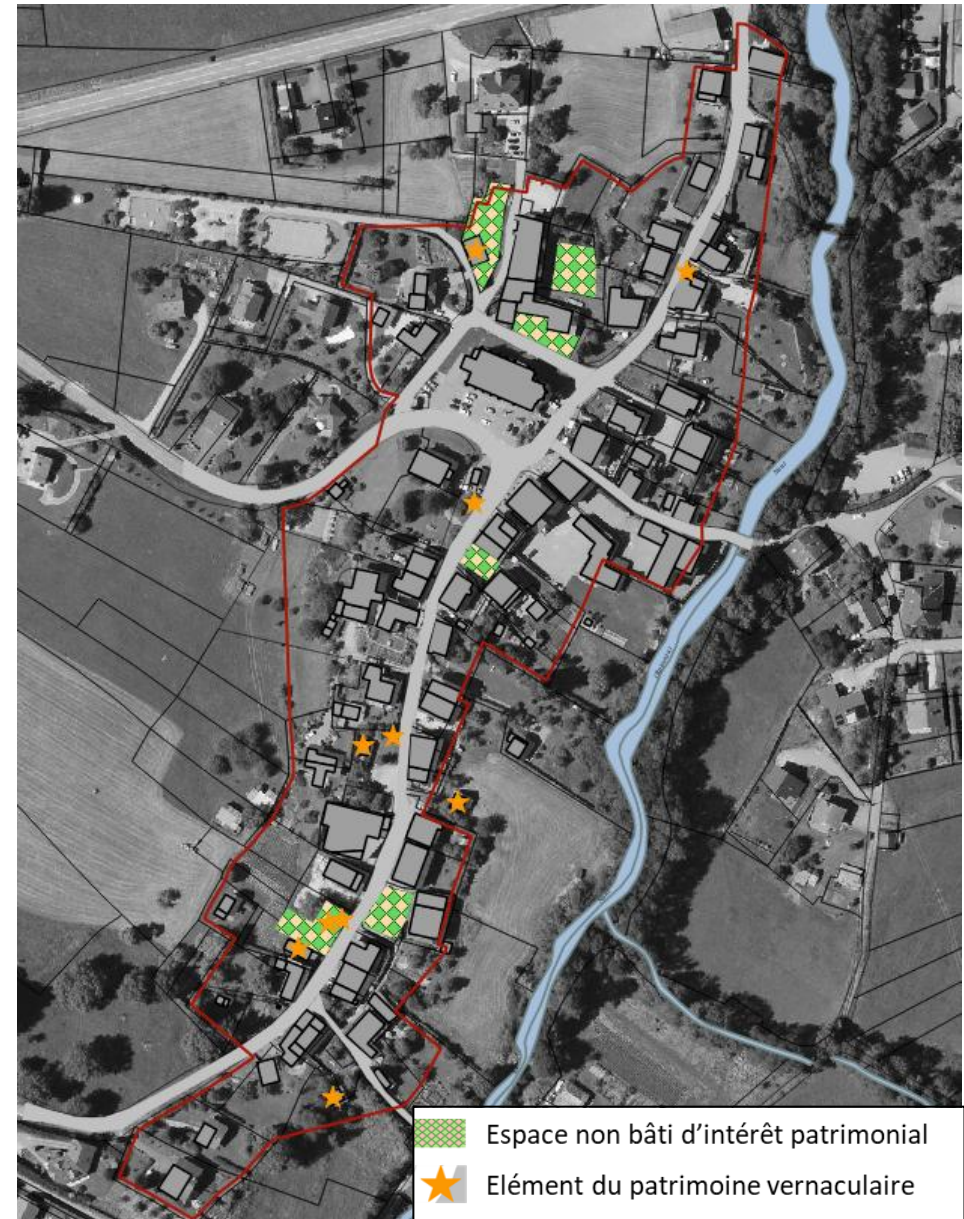 Espace non bâti d’intérêt patrimonial
Elément du patrimoine vernaculaire